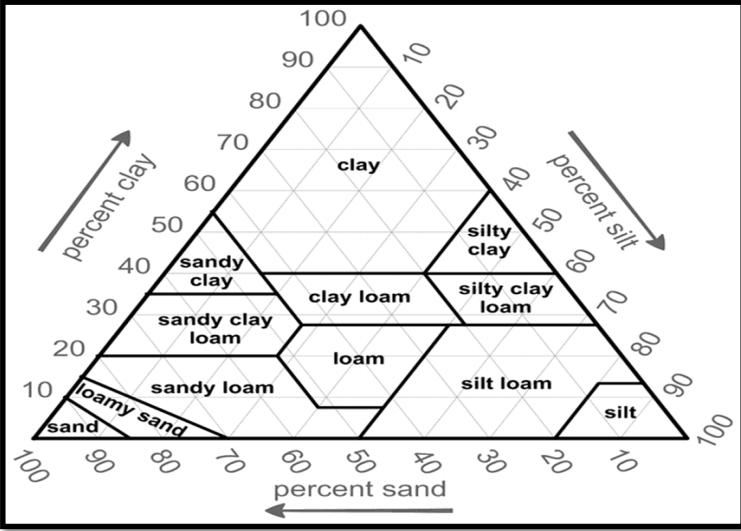 100
90
80
70
60
50
40
30
20
10
percent clay
10
20
30
40
50
60
70
80
90
100
percent silt
clay
silty
clay
sandy
clay
clay loam
silty clay
loam
sandy clay
loam
loam
sandy loam
silt loam
loamy sand
sand
silt
100
90
80
70
60
50
40
30
20
10
percent sand